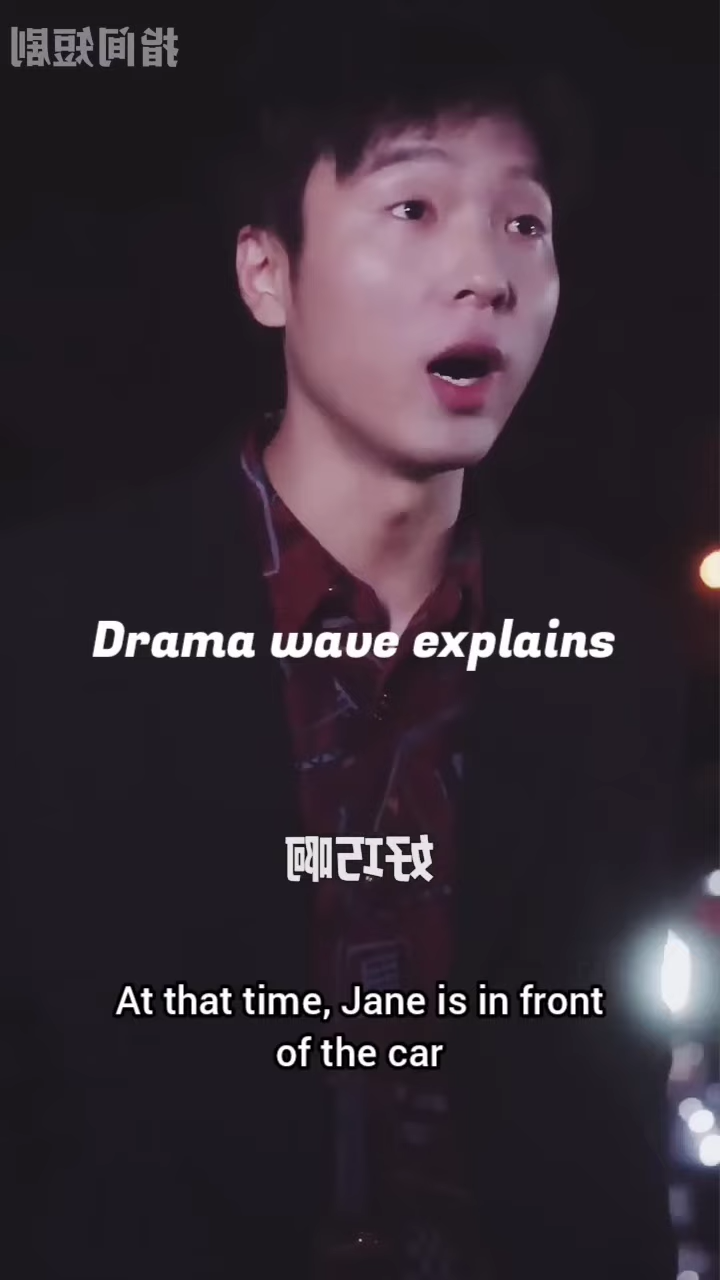 指间短剧
Drama wave explains
好巧啊
At that time, Jane is in front
of the car